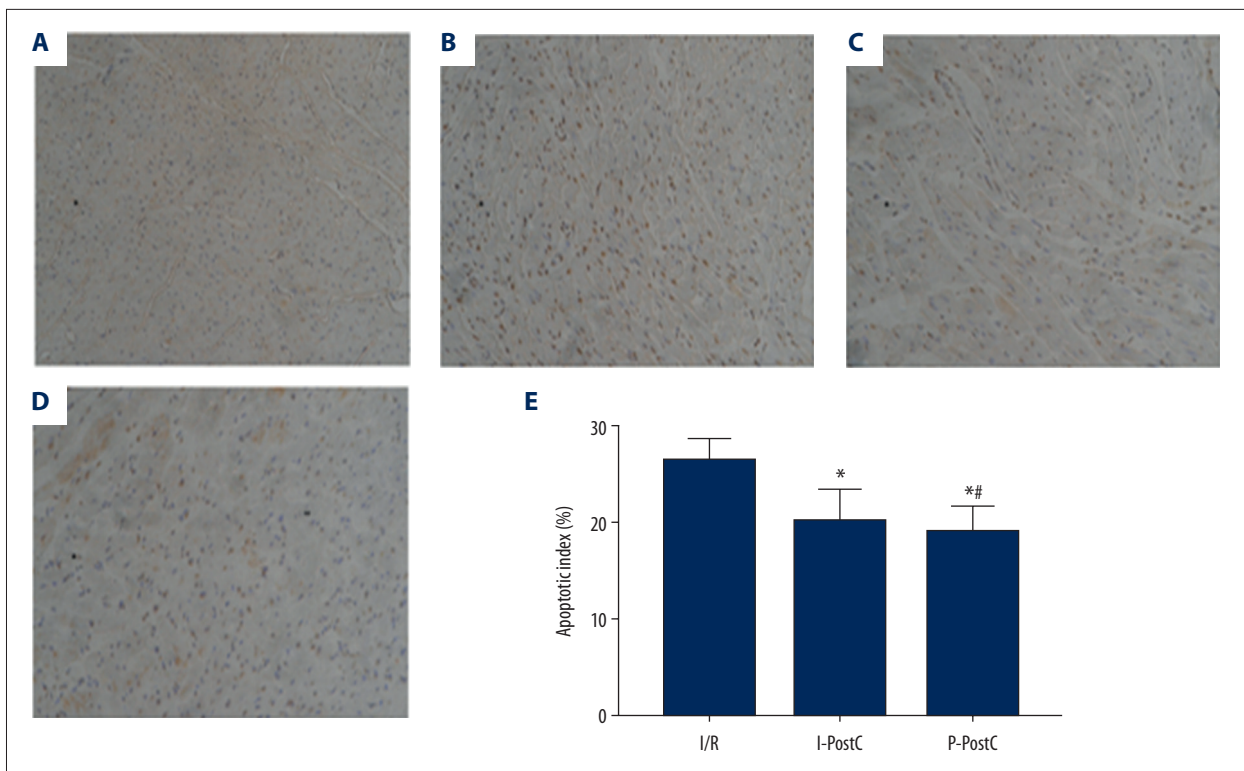 A
B
C
D
E
30
20
10
0
Apoptotic index (%)
*
*#
I/R
I-PostC
P-PostC